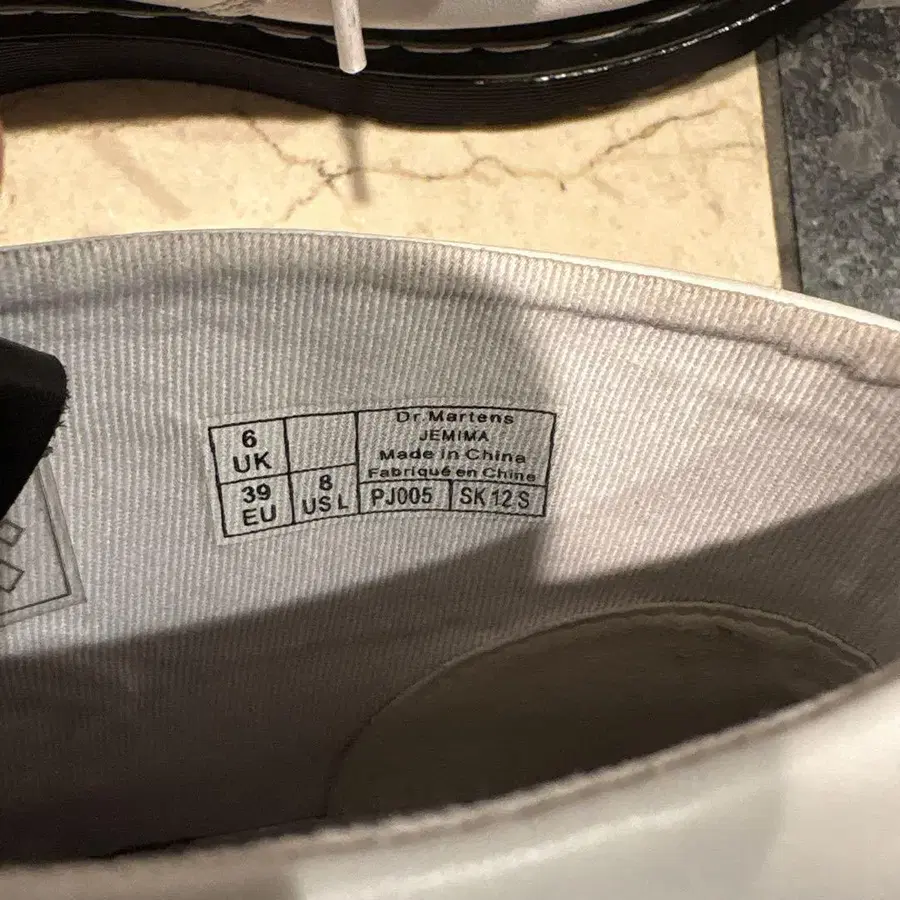 6
UK
39
EU
8
US L
Dr.Martens
JEMIMA
Made in China
Fabriqué en Chine
PJ005
SK 12 S